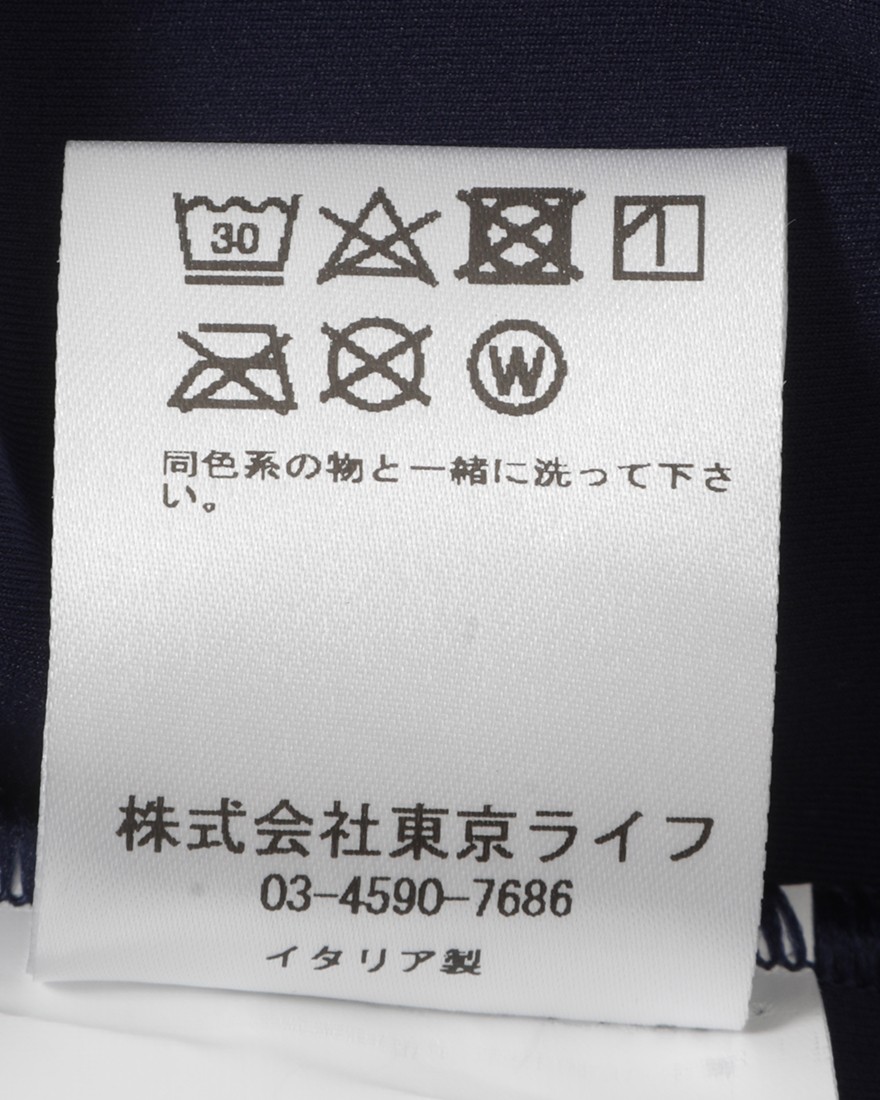 30
W
同色系の物と一緒に洗って下さ
い。
株式会社東京ライフ
03-4590-7686
イタリア製